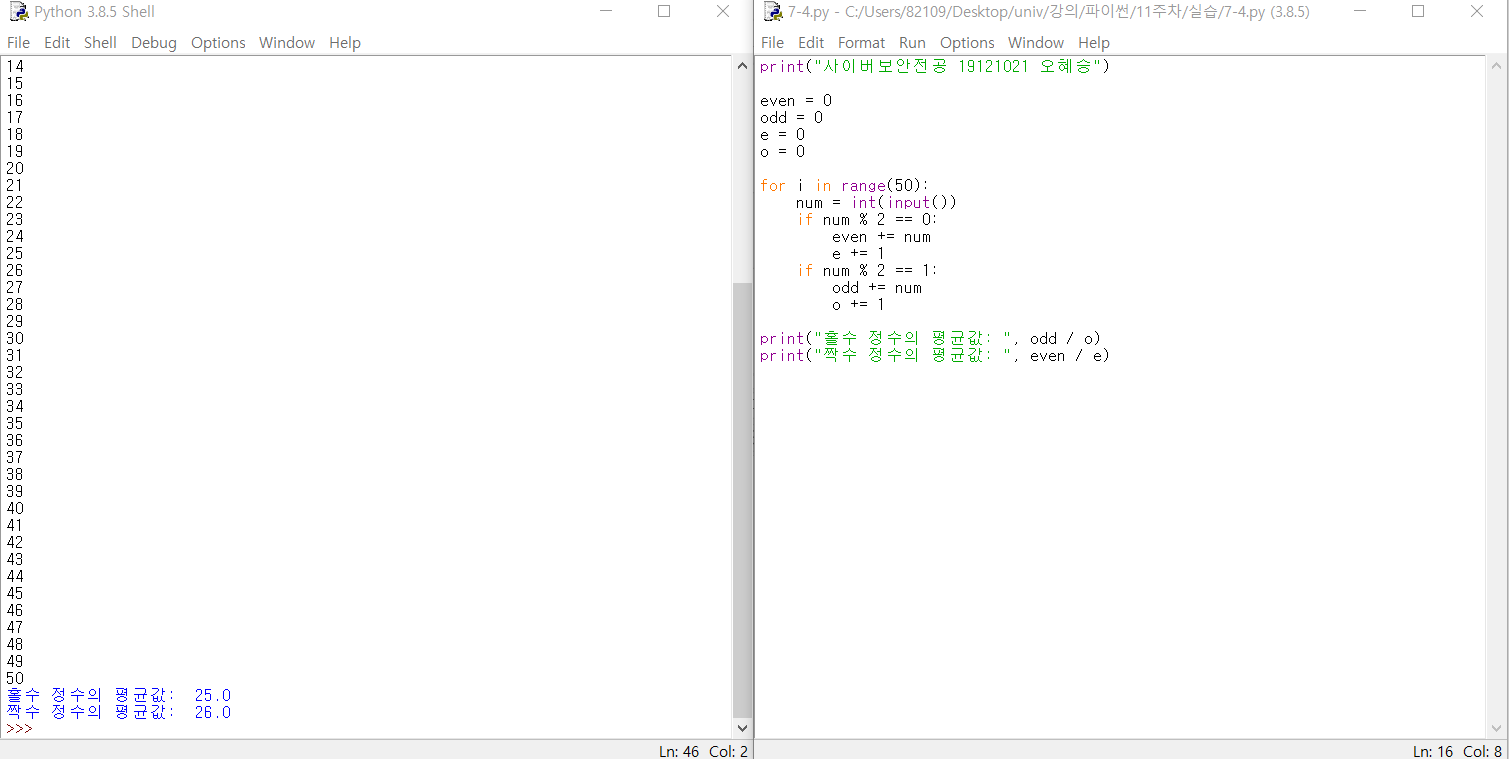 Python 3.8.5 Shell
File Edit Shell Debug Options Window Help
14
15
16
17
18
19
20
21
22
23
24
25
26
27
28
29
30
31
32
33
34
35
36
37
38
39
40
41
42
43
44
45
46
47
48
49
50
홀수 정수의 평균값:  25.0
짝수 정수의 평균값:  26.0
>>>
Ln: 46 Col: 2
7-4.py - C:/Users/82109/Desktop/univ/강의/파이썬/11주차/실습/7-4.py (3.8.5)
File Edit Format Run Options Window Help
print("사이버보안전공 19121021 오혜승")
even = 0
odd = 0
e = 0
o = 0
for i in range(50):
    num = int(input())
    if num % 2 == 0:
        even += num
        e += 1
    if num % 2 == 1:
        odd += num
        o += 1
print("홀수 정수의 평균값: ", odd / o)
print("짝수 정수의 평균값: ", even / e)
Ln: 16 Col: 8